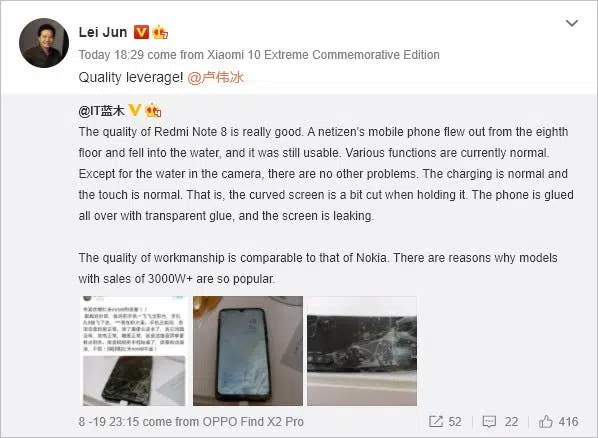 Lei Jun
Today 18:29 come from Xiaomi 10 Extreme Commemorative Edition
Quality leverage! @卢伟冰
@IT蓝木
The quality of Redmi Note 8 is really good. A netizen's mobile phone flew out from the eighth
floor and fell into the water, and it was still usable. Various functions are currently normal.
Except for the water in the camera, there are no other problems. The charging is normal and
the touch is normal. That is, the curved screen is a bit cut when holding it. The phone is glued
all over with transparent glue, and the screen is leaking.
The quality of workmanship is comparable to that of Nokia. There are reasons why models
with sales of 3000W+ are so popular.
8 -19 23:15 come from OPPO Find X2 Pro
52
22
416